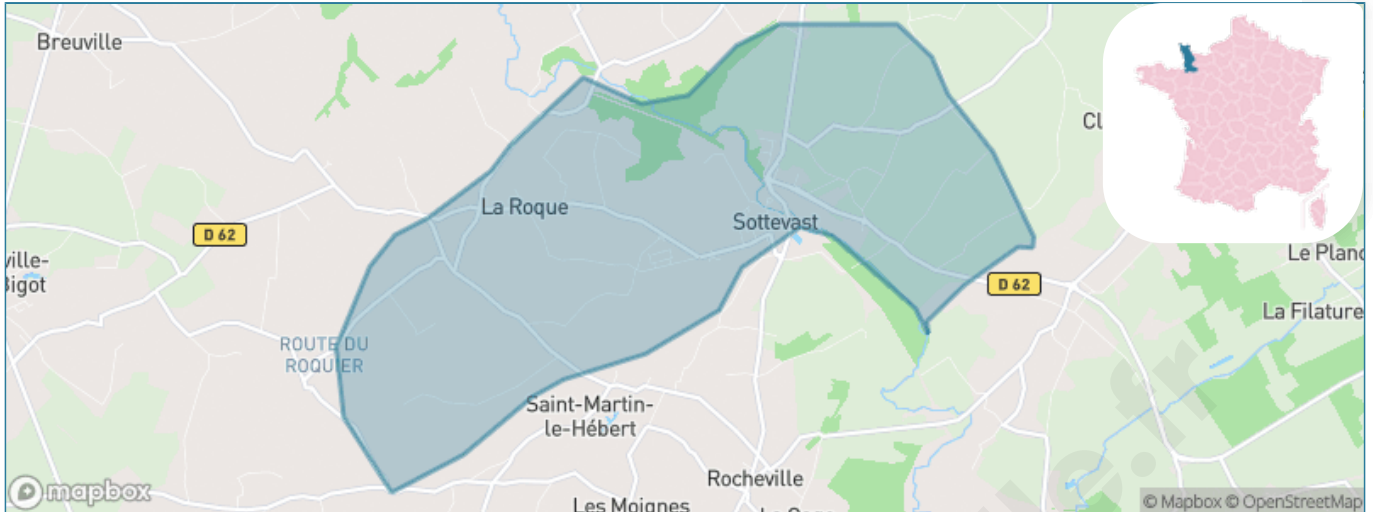 Breuville
Cl
La Roque
D 62
Sottevast
ville-
Bigot
Le Planc
D 62
La Filature
ROUTE DU
ROQUIER
Saint-Martin-
le-Hébert
Rocheville
mapbox
Les Moignes
© Mapbox © OpenStreetMap